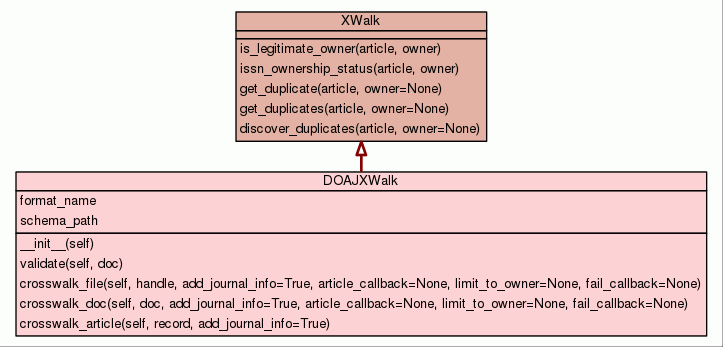 XWalk
is_legitimate_owner(article, owner)
issn_ownership_status(article, owner)
get_duplicate(article, owner=None)
get_duplicates(article, owner=None)
discover_duplicates(article, owner=None)
DOAJXWalk
format_name
schema_path
__init__(self)
validate(self, doc)
crosswalk_file(self, handle, add_journal_info=True, article_callback=None, limit_to_owner=None, fail_callback=None)
crosswalk_doc(self, doc, add_journal_info=True, article_callback=None, limit_to_owner=None, fail_callback=None)
crosswalk_article(self, record, add_journal_info=True)